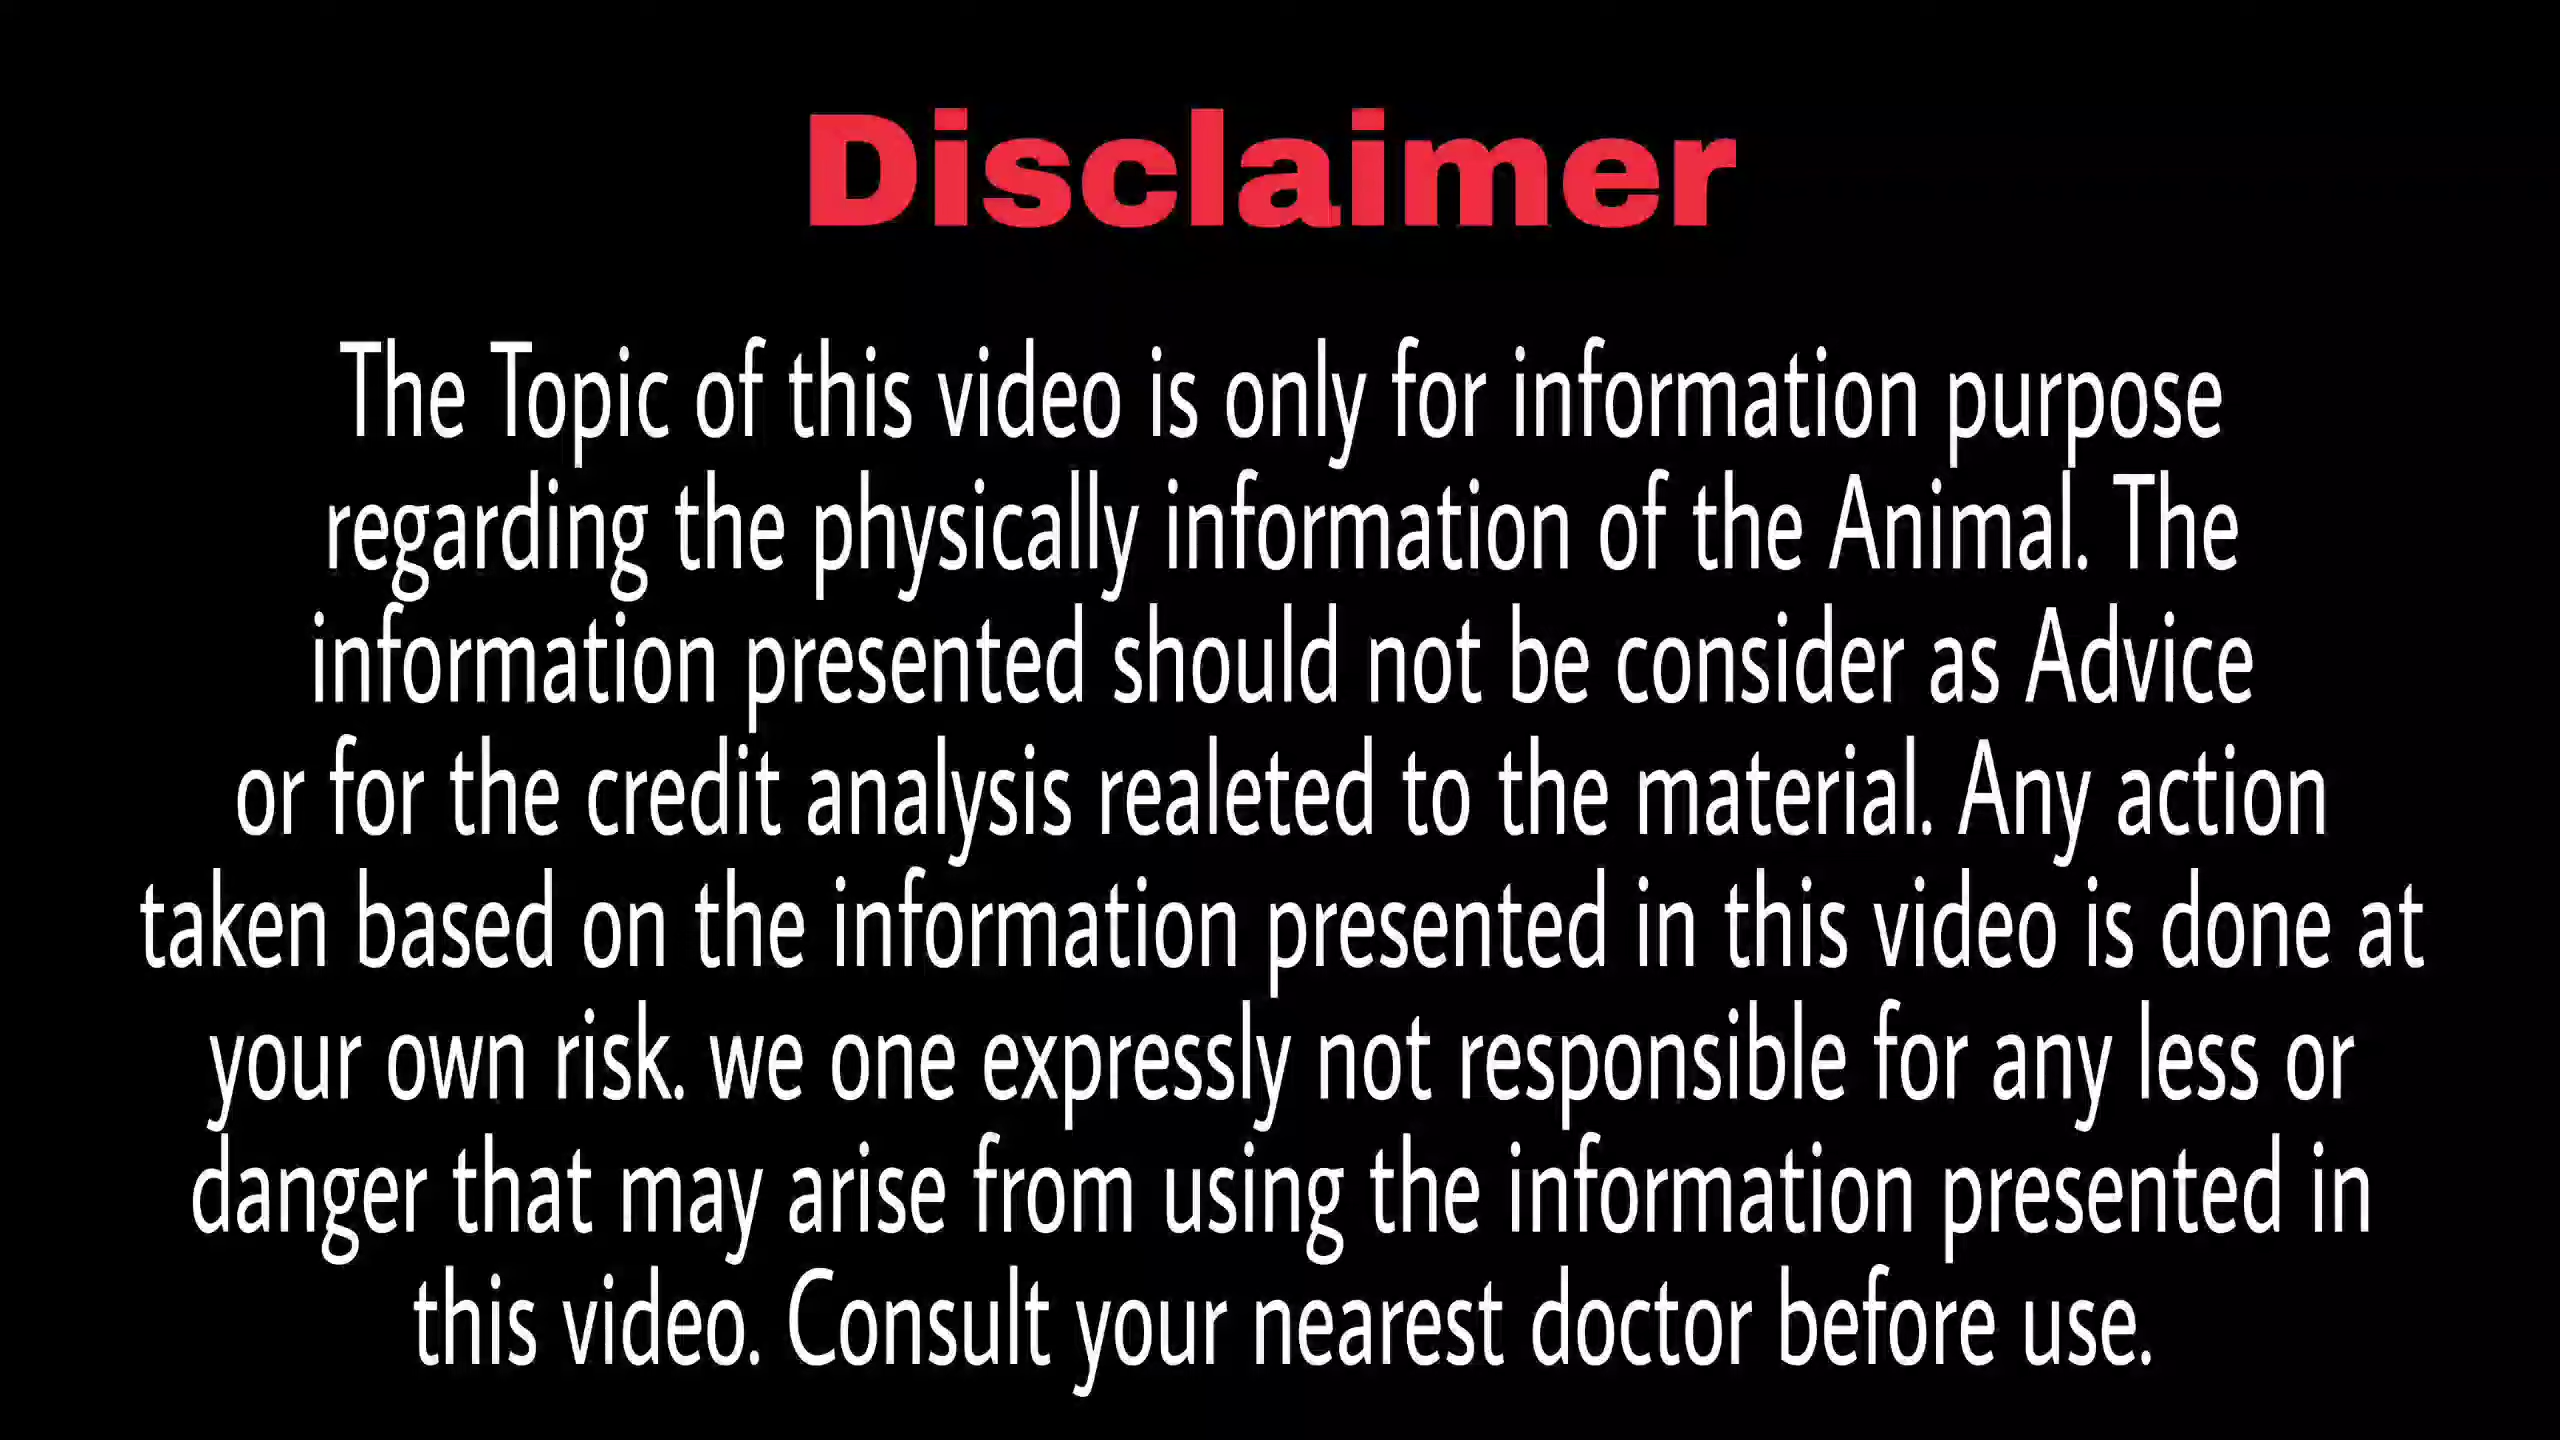 Disclaimer
The Topic of this video is only for information purpose
regarding the physically information of the Animal. The
information presented should not be consider as Advice
or for the credit analysis realeted to the material. Any action
taken based on the information presented in this video is done at
your own risk. we one expressly not responsible for any less or
danger that may arise from using the information presented in
this video. Consult your nearest doctor before use.